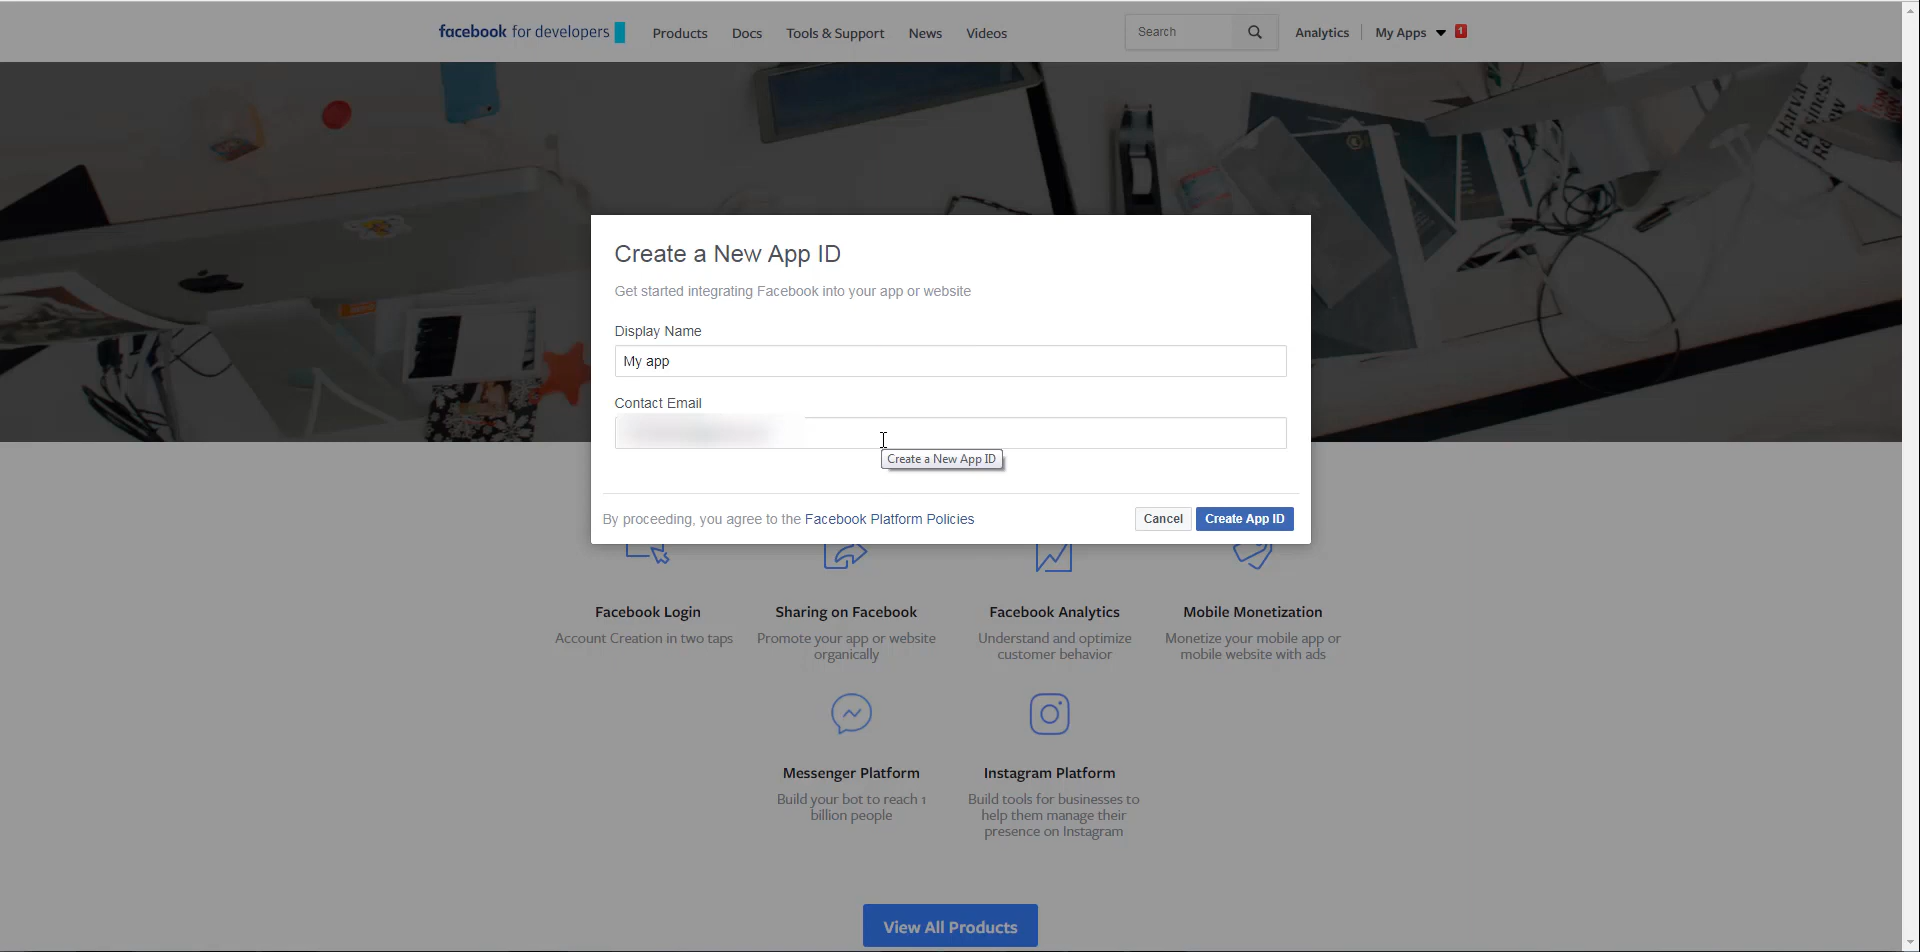 facebook for developers
Products
Docs
Tools & Support
News
Videos
Search
Analytics
My Apps
1
Harvar
Business
Review
Create a New App ID
Get started integrating Facebook into your app or website
Display Name
My app
Contact Email
Create a New App ID
By proceeding, you agree to the Facebook Platform Policies
Cancel
Create App ID
Facebook Login
Account Creation in two taps
Sharing on Facebook
Promote your app or website
organically
Facebook Analytics
Understand and optimize
customer behavior
Mobile Monetization
Monetize your mobile app or
mobile website with ads
Messenger Platform
Build your bot to reach 1
billion people
Instagram Platform
Build tools for businesses to
help them manage their
presence on Instagram
View All Products